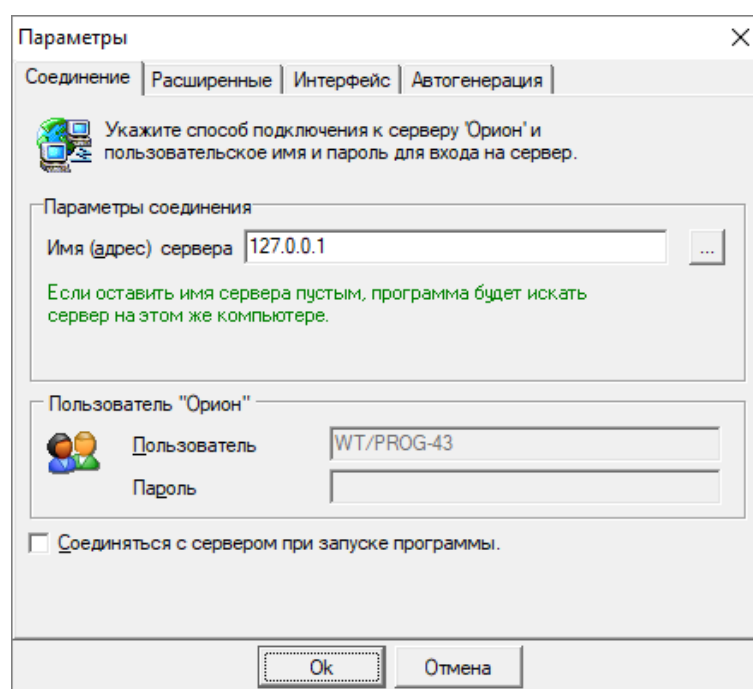 Параметры
Соединение Расширенные Интерфейс Автогенерация
Укажите способ подключения к серверу 'Орион' и
пользовательское имя и пароль для входа на сервер.
Параметры соединения
Имя (адрес) сервера 127.0.0.1 ...
Если оставить имя сервера пустым, программа будет искать
сервер на этом же компьютере.
Пользователь "Орион"
Пользователь WT/PROG-43
Пароль
Соединяться с сервером при запуске программы.
Ok Отмена